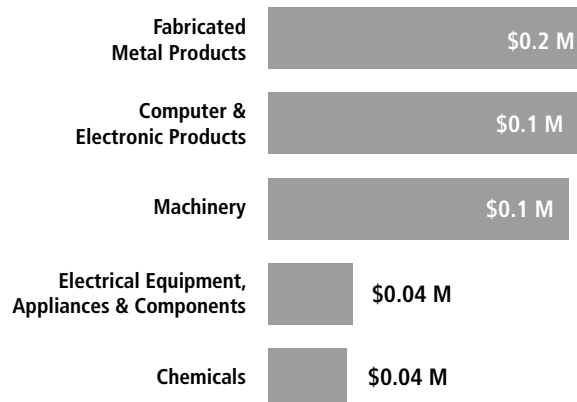 Fabricated
Metal Products
$0.2 M
Computer &
Electronic Products
$0.1 M
Machinery
$0.1 M
Electrical Equipment,
Appliances & Components
$0.04 M
Chemicals
$0.04 M